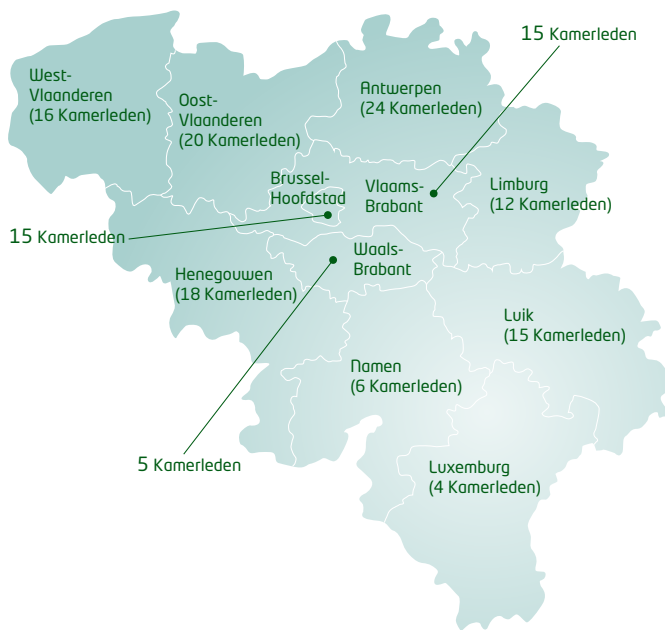 15 Kamerleden
West-
Vlaanderen
(16 Kamerleden)
Oost-
Vlaanderen
(20 Kamerleden)
Antwerpen
(24 Kamerleden)
Brussel-
Hoofdstad
Vlaams-
Brabant
Limburg
(12 Kamerleden)
15 Kamerleden
Waals-
Brabant
Henegouwen
(18 Kamerleden)
Luik
(15 Kamerleden)
Namen
(6 Kamerleden)
5 Kamerleden
Luxemburg
(4 Kamerleden)